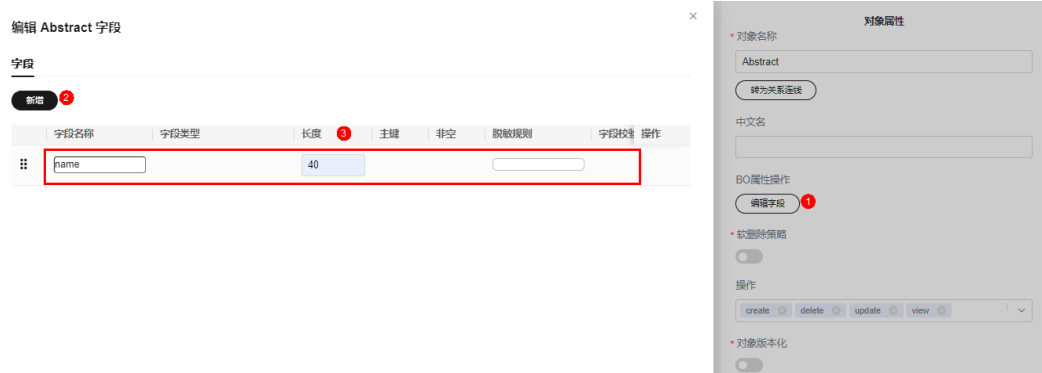 编辑 Abstract 字段
字段
新增 2
字段名称 字段类型 长度 3 主键 非空 脱敏规则 字段校验 操作
name 40
对象属性
* 对象名称
Abstract
转为关系连线
中文名
BO属性操作
编辑字段 1
* 软删除策略
操作
create delete update view
* 对象版本化